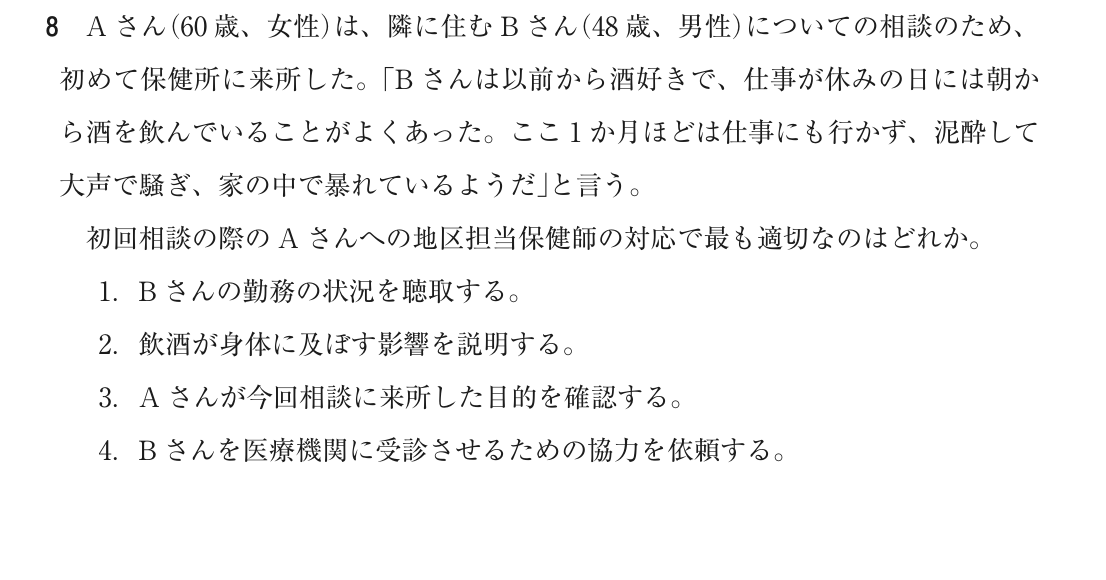 8　Aさん(60歳、女性)は、隣に住むBさん(48歳、男性)についての相談のため、
初めて保健所に来所した。「Bさんは以前から酒好きで、仕事が休みの日には朝か
ら酒を飲んでいることがよくあった。ここ1か月ほどは仕事にも行かず、泥酔して
大声で騒ぎ、家の中で暴れているようだ」と言う。
初回相談の際のAさんへの地区担当保健師の対応で最も適切なのはどれか。
1. Bさんの勤務の状況を聴取する。
2. 飲酒が身体に及ぼす影響を説明する。
3. Aさんが今回相談に来所した目的を確認する。
4. Bさんを医療機関に受診させるための協力を依頼する。